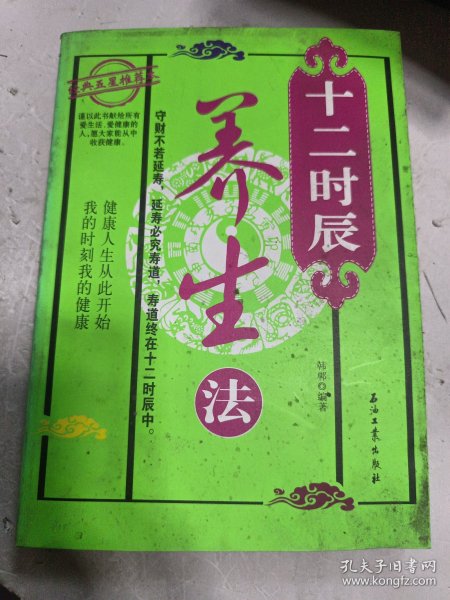 十二时辰
养生
法
经典五星推荐
谨以此书献给所有
爱生活、爱健康的
人，愿大家能从中
收获健康。
守财不若延寿，延寿必究寿道，寿道终在十二时辰中。
健康人生从此开始
我的时刻我的健康
编著
石油工业出版社
孔夫子旧书网
www.kongfz.com